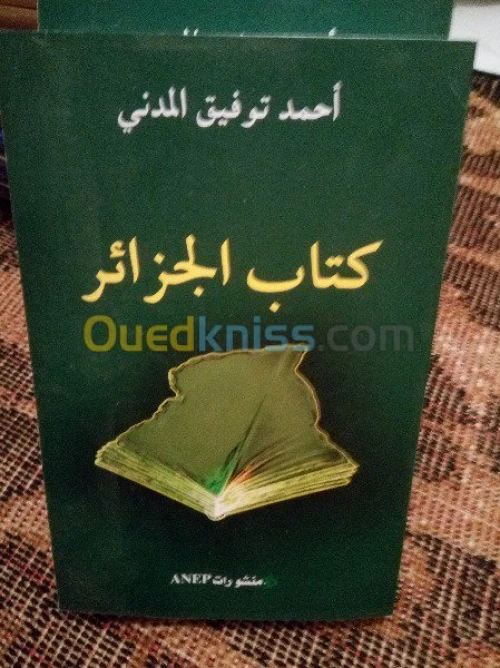 أحمد توفيق المدني
كتاب الجزائر
Ouedkniss.com
منشورات ANEP